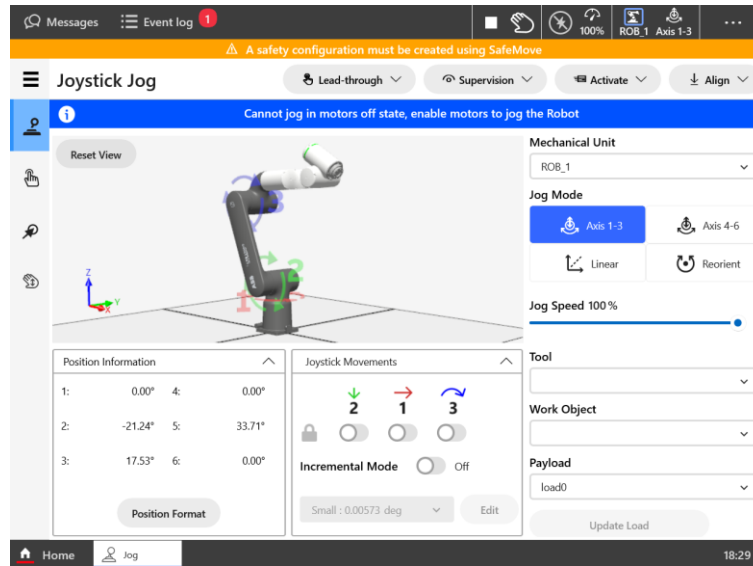 Messages
Event log
1
100%
ROB_1
Axis 1-3
...
A safety configuration must be created using SafeMove
Joystick Jog
Lead-through
Supervision
Activate
Align
Cannot jog in motors off state, enable motors to jog the Robot
Reset View
3
2
1
Z
Y
X
ABB
Mechanical Unit
ROB_1
Jog Mode
Axis 1-3
Axis 4-6
Linear
Reorient
Jog Speed 100%
Position Information
1: 0.00° 4: 0.00°
2: -21.24° 5: 33.71°
3: 17.53° 6: 0.00°
Position Format
Joystick Movements
2 1 3
Incremental Mode Off
Small : 0.00573 deg
Edit
Tool
Work Object
Payload
load0
Update Load
Home
Jog
18:29